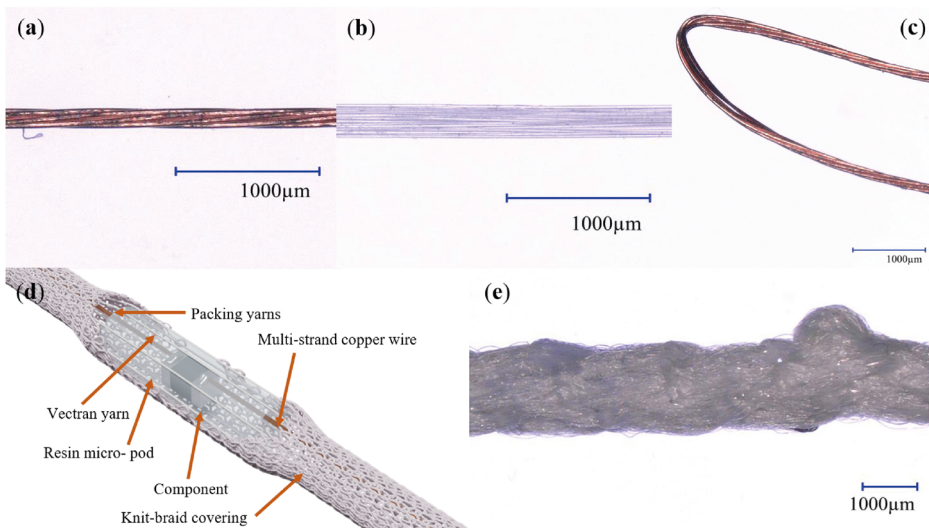 (a)
(b)
(c)
1000µm
1000µm
1000µm
(d)
Packing yarns
Multi-strand copper wire
Vectran yarn
Resin micro- pod
Component
Knit-braid covering
(e)
1000µm